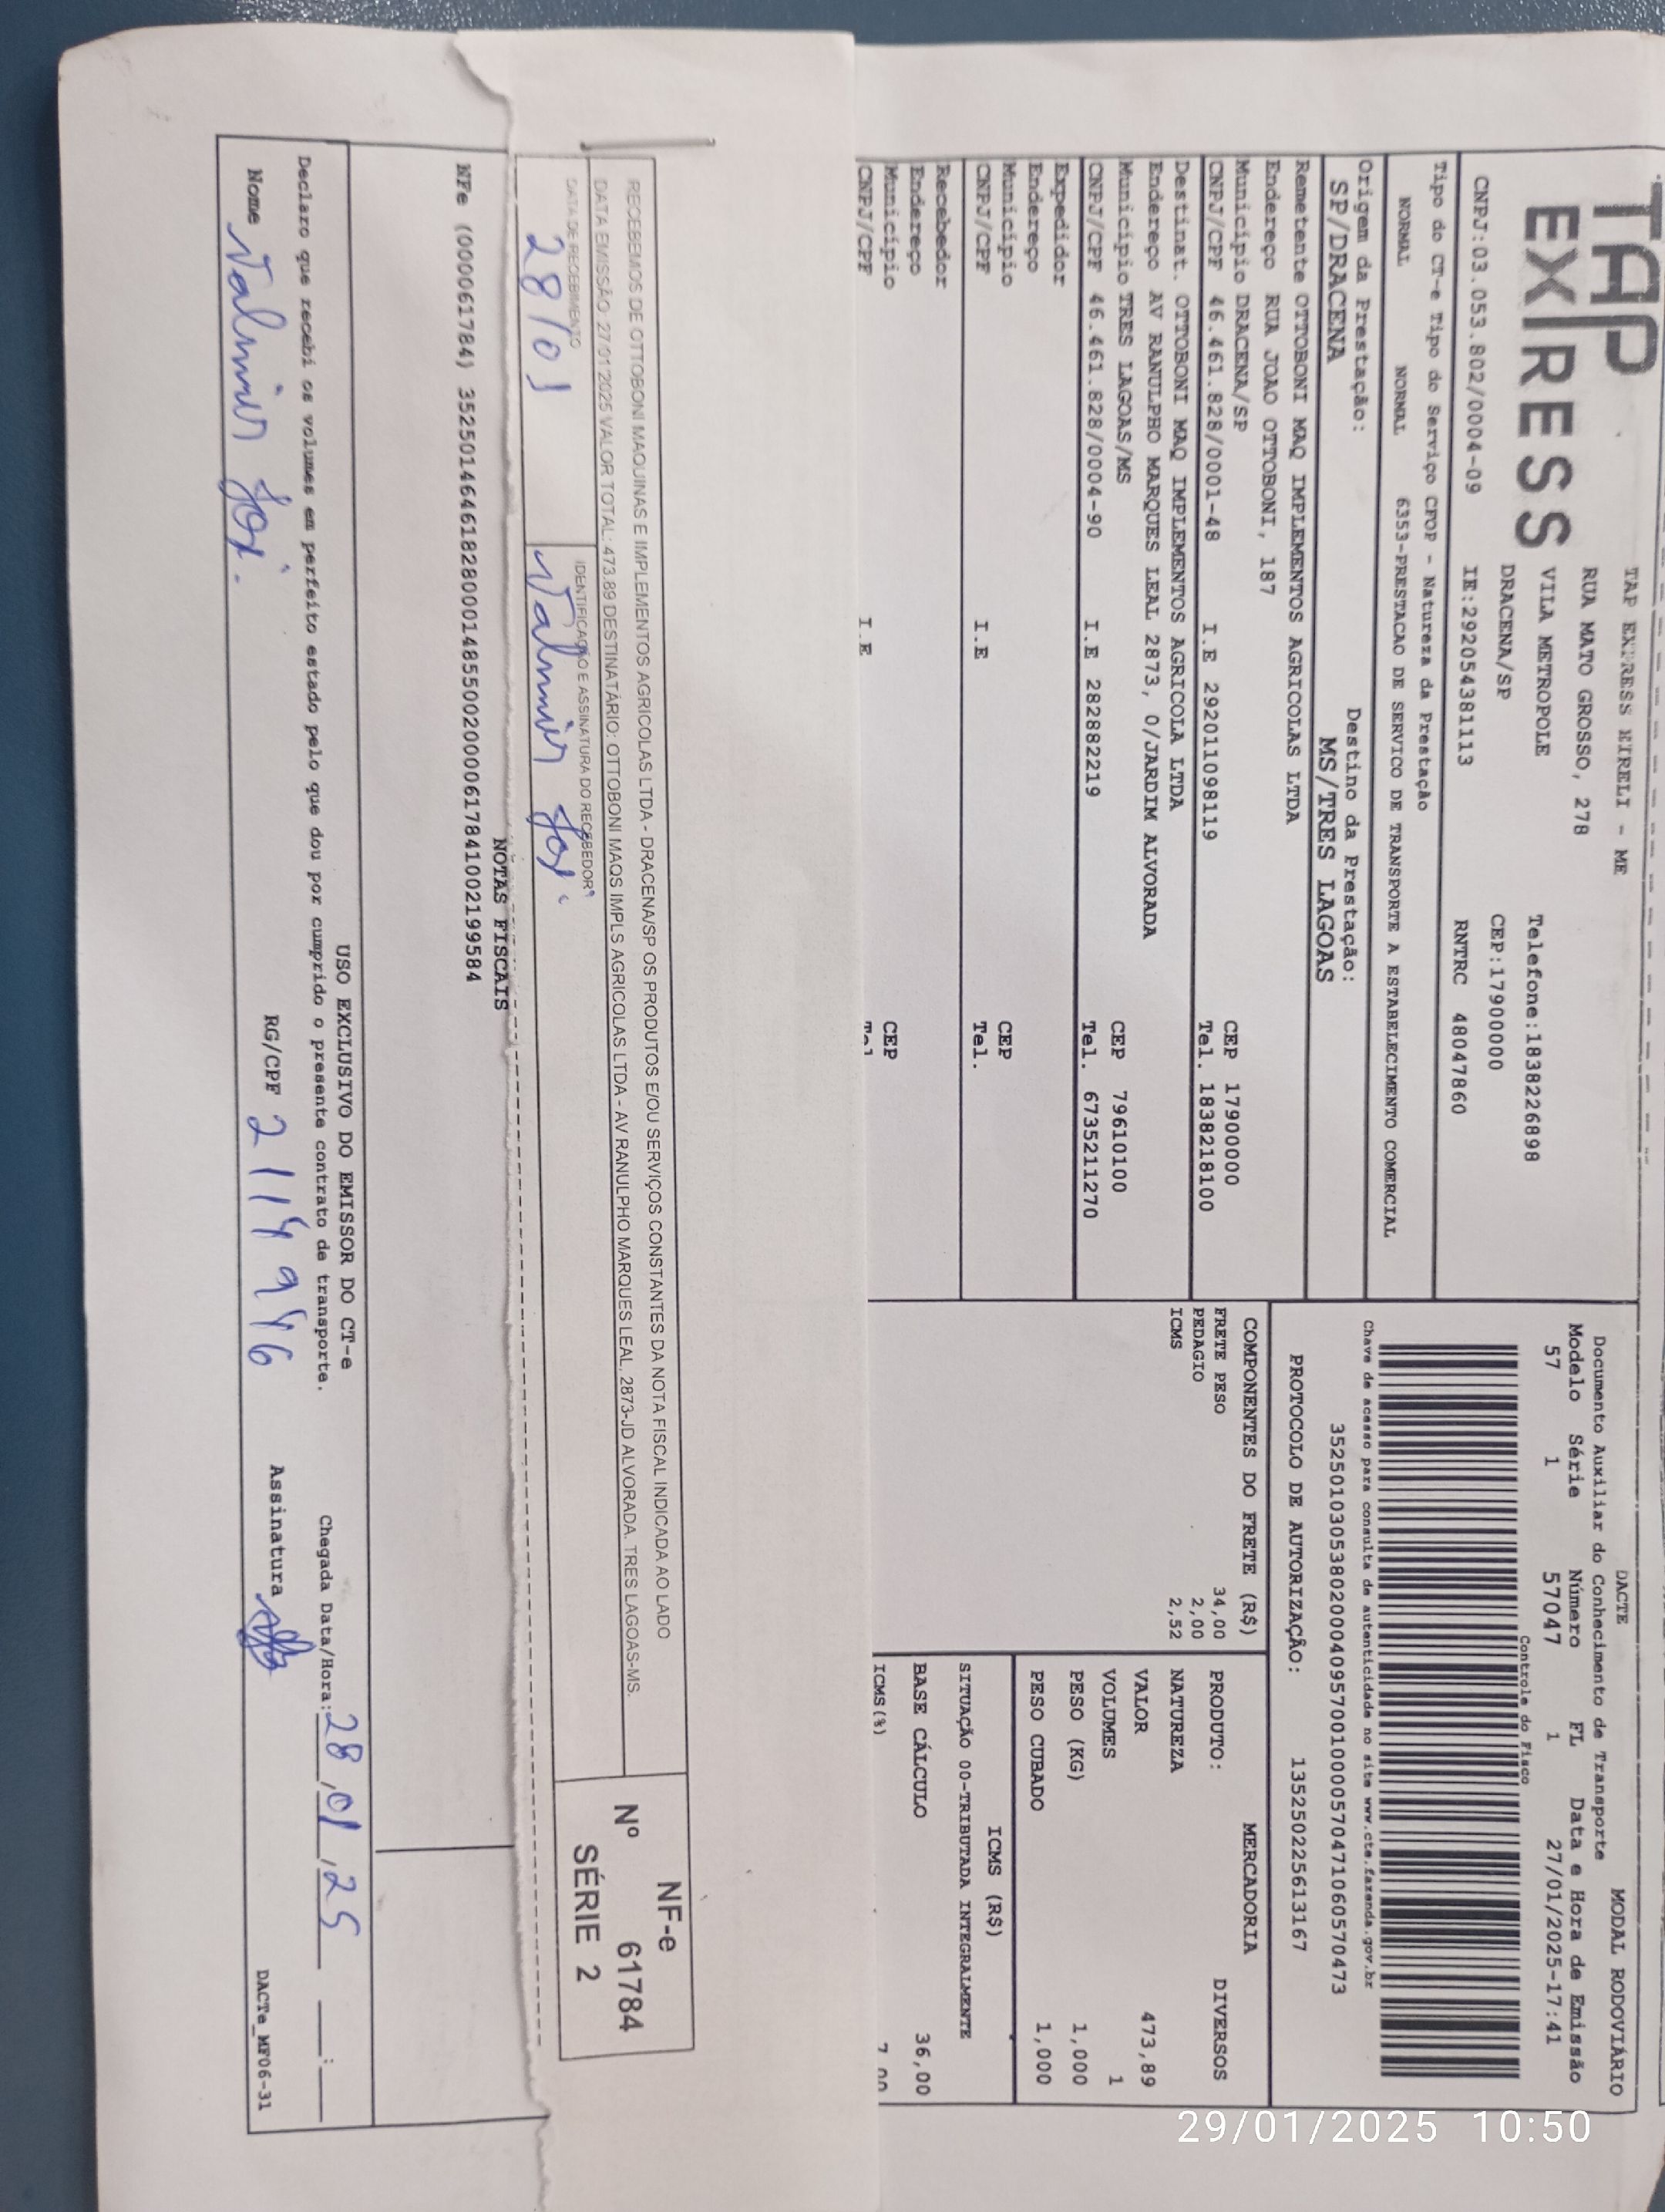 TAP
EXPRESS
TAP EXPRESS EIRELI - ME
RUA MATO GROSSO, 278
VILA METROPOLE
Telefone:1838226898
DRACENA/SP
CEP:17900000
CNPJ:03.053.802/0004-09 IE:292054381113 RNTRC 48047860
Tipo do CT-e Tipo do Serviço CFOP - Natureza da Prestação
NORMAL NORMAL 6353-PRESTACAO DE SERVICO DE TRANSPORTE A ESTABELECIMENTO COMERCIAL
Origem da Prestação: Destino da Prestação:
SP/DRACENA MS/TRES LAGOAS
Remetente OTTOBONI MAQ IMPLEMENTOS AGRICOLAS LTDA
Endereço RUA JOAO OTTOBONI, 187
Município DRACENA/SP CEP 17900000
CNPJ/CPF 46.461.828/0001-48 I.E 292011098119 Tel. 1838218100
Destinat. OTTOBONI MAQ IMPLEMENTOS AGRICOLA LTDA
Endereço AV RANULPHO MARQUES LEAL 2873, 0/JARDIM ALVORADA
Município TRES LAGOAS/MS CEP 79610100
CNPJ/CPF 46.461.828/0004-90 I.E 282882219 Tel. 6735211270
Expedidor
Endereço
Município CEP
CNPJ/CPF I.E Tel.
Recebedor
Endereço
Município CEP
CNPJ/CPF I.E Tel
DACTE MODAL RODOVIÁRIO
Documento Auxiliar do Conhecimento de Transporte
Modelo Série Número FL Data e Hora de Emissão
57 1 57047 1 27/01/2025-17:41
Controle do Fisco
Chave de acesso para consulta de autenticidade no site www.cte.fazenda.gov.br
35250103053802000409570010000570471060570473
PROTOCOLO DE AUTORIZAÇÃO: 135250225613167
COMPONENTES DO FRETE (R$)
FRETE PESO 34,00
PEDAGIO 2,00
ICMS 2,52
MERCADORIA
PRODUTO: DIVERSOS
NATUREZA
VALOR 473,89
VOLUMES 1
PESO (KG) 1,000
PESO CUBADO 1,000
ICMS (R$)
SITUAÇÃO 00-TRIBUTADA INTEGRALMENTE
BASE CÁLCULO 36,00
ICMS(%) 7,00
RECEBEMOS DE OTTOBONI MAQUINAS E IMPLEMENTOS AGRICOLAS LTDA - DRACENA/SP OS PRODUTOS E/OU SERVIÇOS CONSTANTES DA NOTA FISCAL INDICADA AO LADO
DATA EMISSÃO: 27/01/2025 VALOR TOTAL: 473.89 DESTINATÁRIO: OTTOBONI MAQS IMPLS AGRICOLAS LTDA - AV RANULPHO MARQUES LEAL, 2873-JD ALVORADA. TRES LAGOAS-MS.
DATA DE RECEBIMENTO IDENTIFICAÇÃO E ASSINATURA DO RECEBEDOR
28/01 Valmir José
NF-e
Nº 61784
SÉRIE 2
NOTAS FISCAIS
NFe (000061784) 35250146461828000148550020000617841002199584
USO EXCLUSIVO DO EMISSOR DO CT-e
Declaro que recebi os volumes em perfeito estado pelo que dou por cumprido o presente contrato de transporte. Chegada Data/Hora: 28/01/25 __:__
Nome Valmir José. RG/CPF Assinatura
DACTe_MF06-31
29/01/2025 10:50